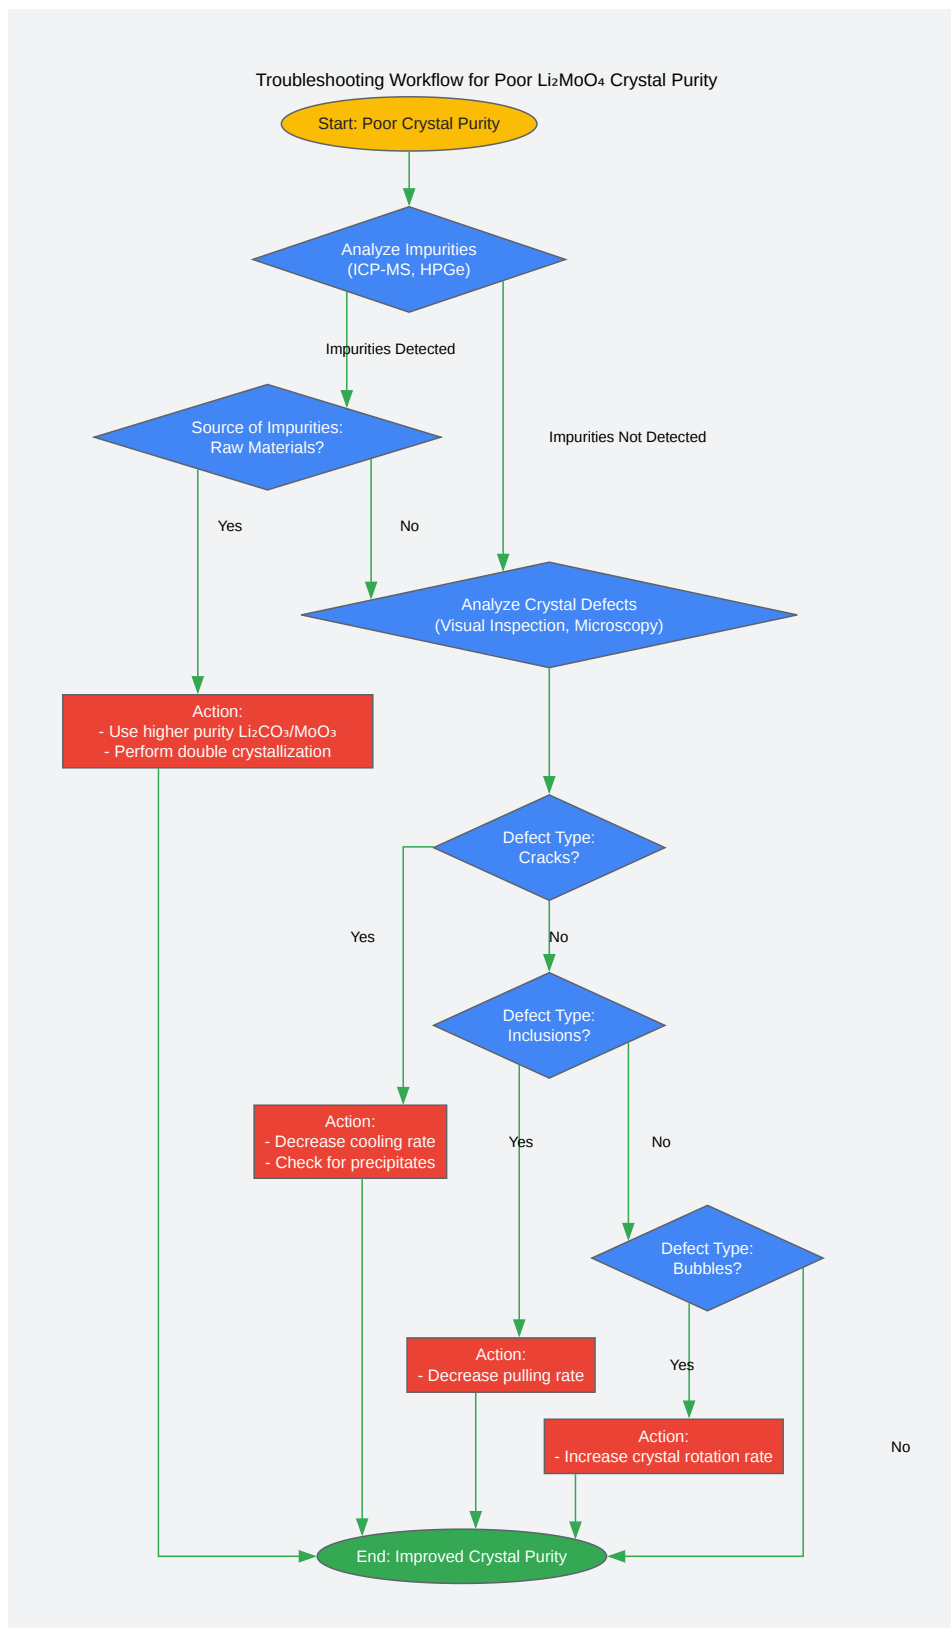 Troubleshooting Workflow for Poor Li₂MoO₄ Crystal Purity
Start: Poor Crystal Purity
Analyze Impurities
(ICP-MS, HPGe)
Impurities Detected
Source of Impurities:
Raw Materials?
Impurities Not Detected
Yes
No
Analyze Crystal Defects
(Visual Inspection, Microscopy)
Action:
- Use higher purity Li₂CO₃/MoO₃
- Perform double crystallization
Defect Type:
Cracks?
Yes
No
Defect Type:
Inclusions?
Action:
- Decrease cooling rate
- Check for precipitates
Yes
No
Defect Type:
Bubbles?
Action:
- Decrease pulling rate
Yes
Action:
- Increase crystal rotation rate
No
End: Improved Crystal Purity